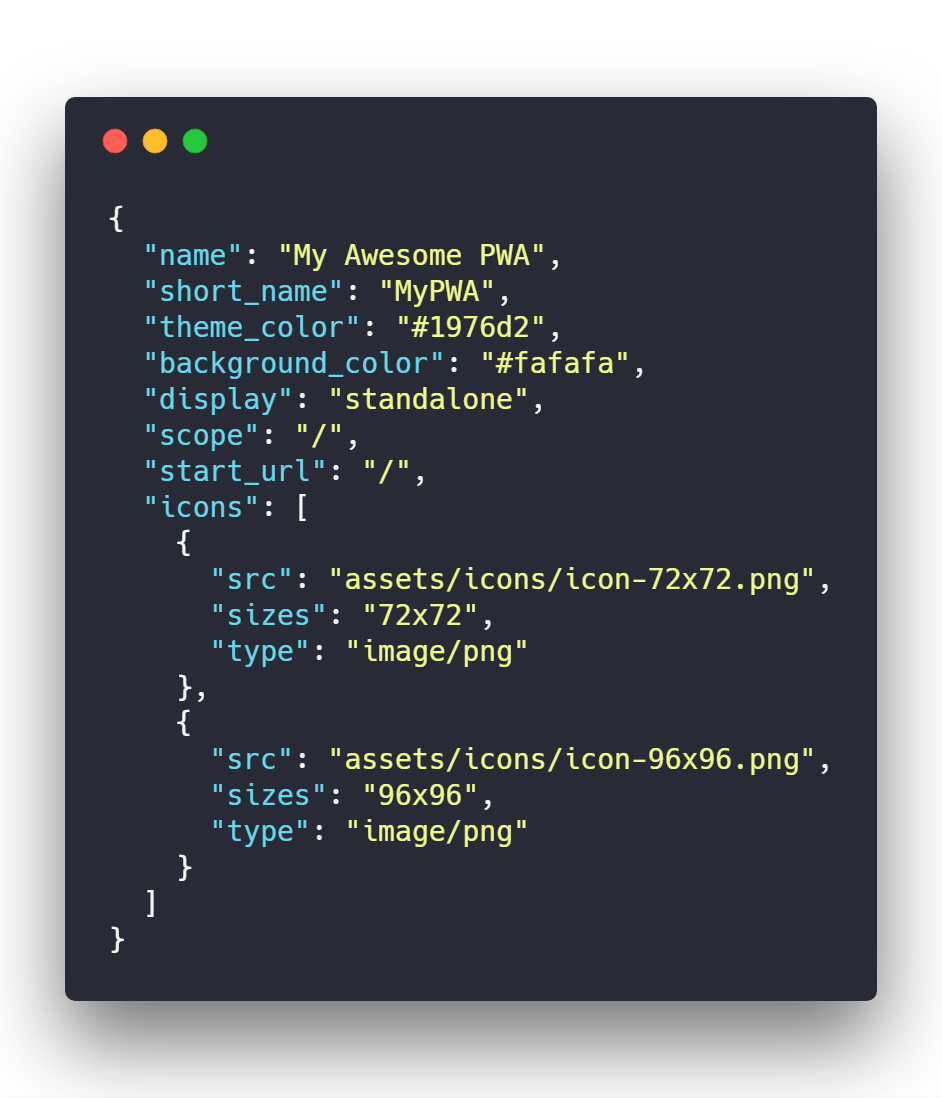 {
  "name": "My Awesome PWA",
  "short_name": "MyPWA",
  "theme_color": "#1976d2",
  "background_color": "#fafafa",
  "display": "standalone",
  "scope": "/",
  "start_url": "/",
  "icons": [
    {
      "src": "assets/icons/icon-72x72.png",
      "sizes": "72x72",
      "type": "image/png"
    },
    {
      "src": "assets/icons/icon-96x96.png",
      "sizes": "96x96",
      "type": "image/png"
    }
  ]
}